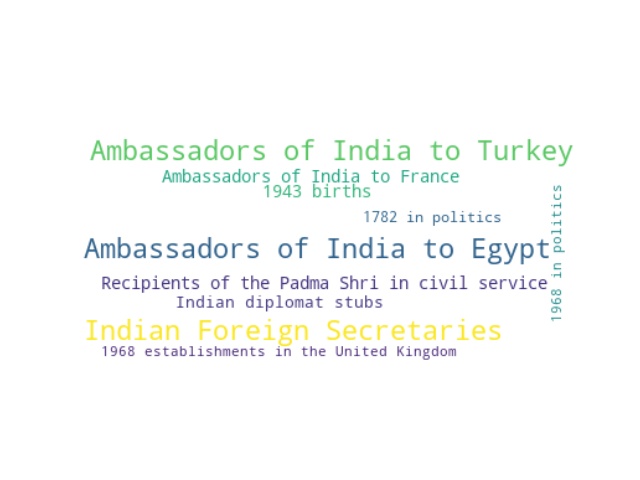 Ambassadors of India to Turkey
Ambassadors of India to France
1943 births
1782 in politics
Ambassadors of India to Egypt
1968 in politics
Recipients of the Padma Shri in civil service
Indian diplomat stubs
Indian Foreign Secretaries
1968 establishments in the United Kingdom